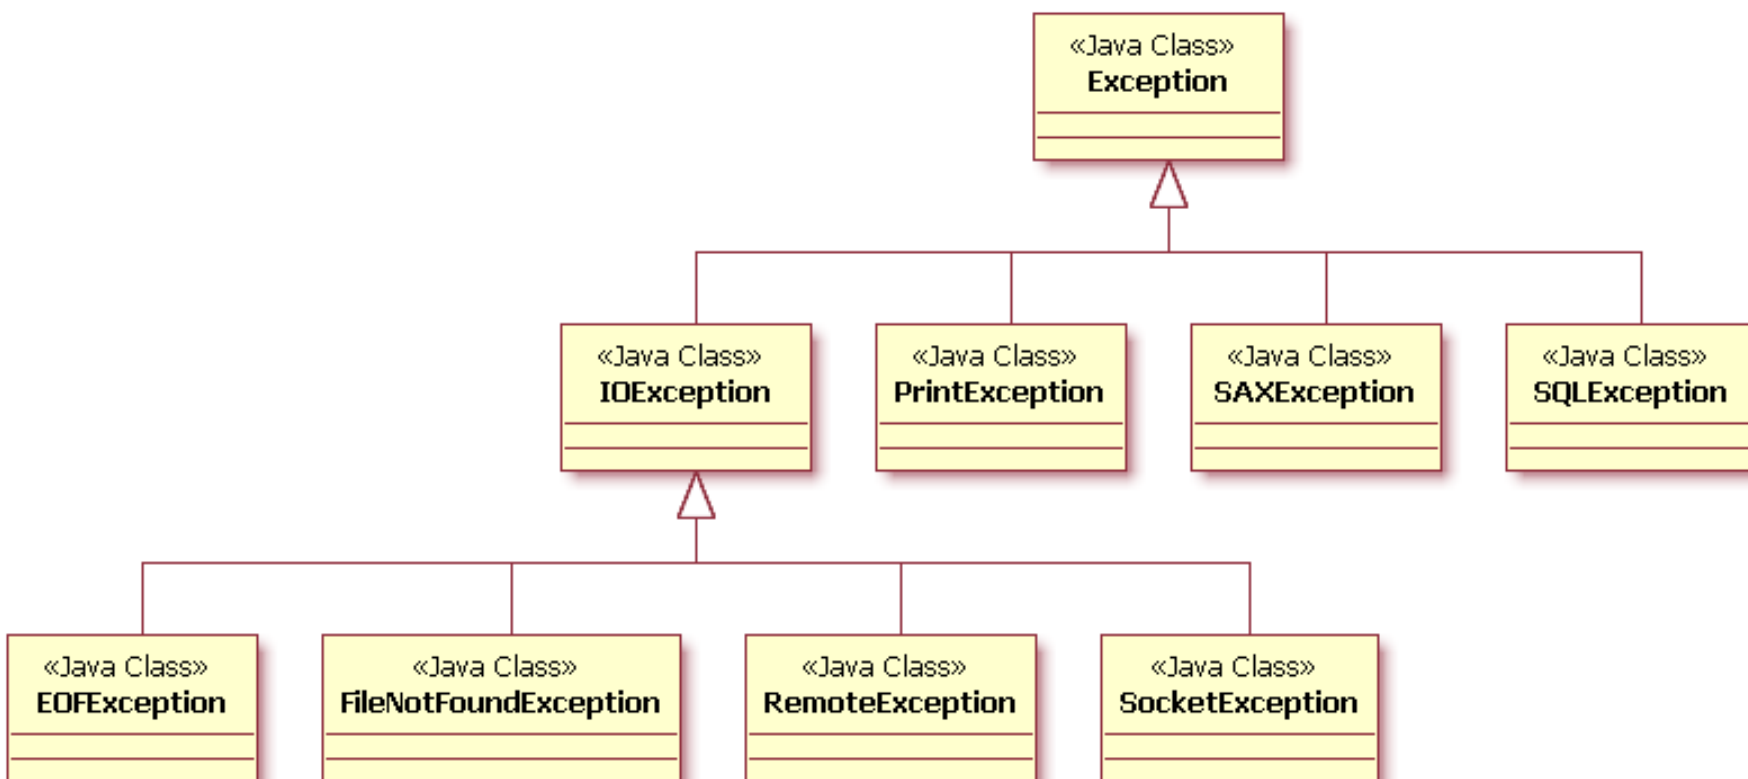 «Java Class»
Exception
«Java Class»
IOException
«Java Class»
PrintException
«Java Class»
SAXException
«Java Class»
SQLException
«Java Class»
EOFException
«Java Class»
FileNotFoundException
«Java Class»
RemoteException
«Java Class»
SocketException